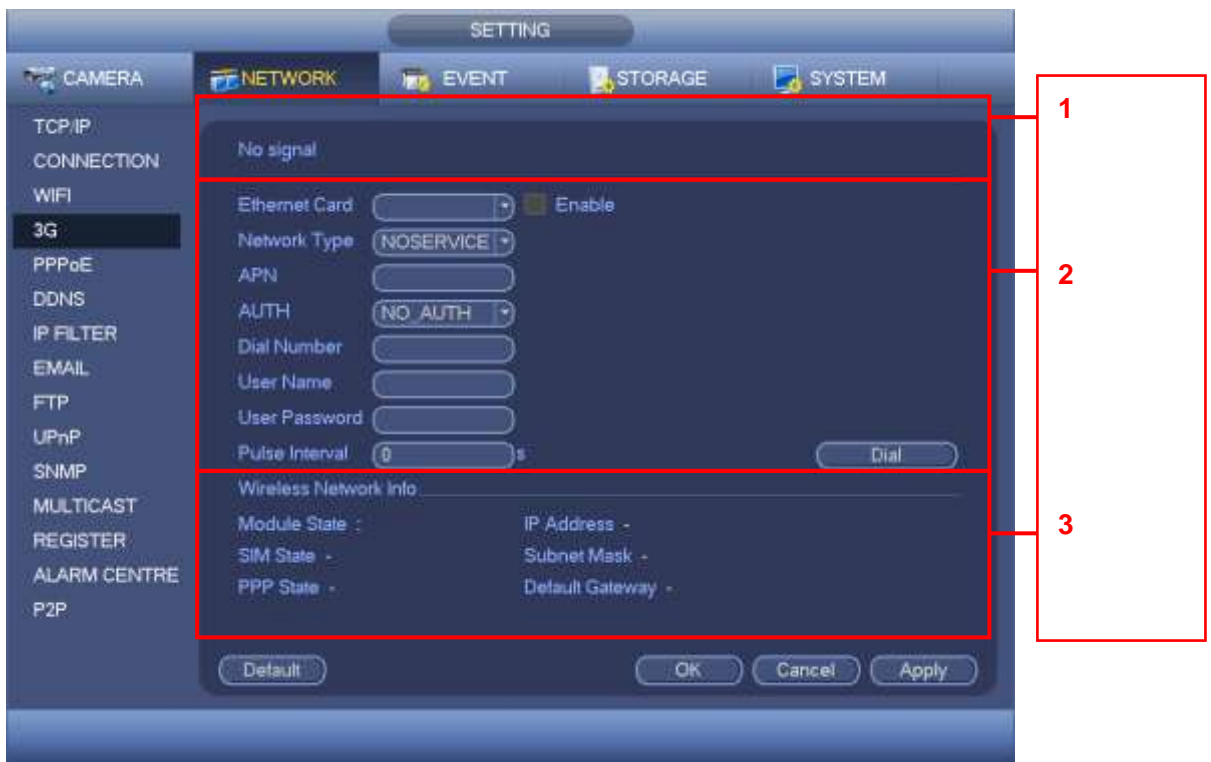 SETTING
CAMERA NETWORK EVENT STORAGE SYSTEM
TCP/IP
CONNECTION
WIFI
3G
PPPoE
DDNS
IP FILTER
EMAIL
FTP
UPnP
SNMP
MULTICAST
REGISTER
ALARM CENTRE
P2P
No signal
Ethernet Card Enable
Network Type NOSERVICE
APN
AUTH NO_AUTH
Dial Number
User Name
User Password
Pulse Interval 0 s Dial
Wireless Network Info
Module State : IP Address -
SIM State - Subnet Mask -
PPP State - Default Gateway -
Default OK Cancel Apply
1
2
3